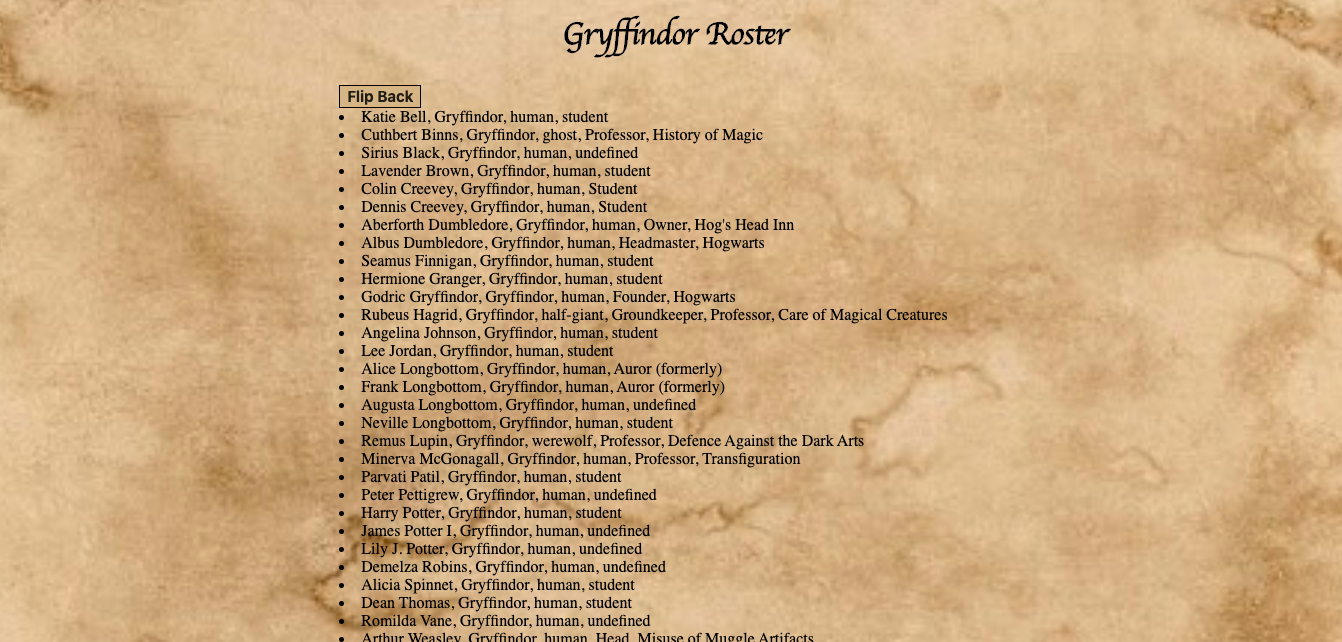 Gryffindor Roster
Flip Back
Katie Bell, Gryffindor, human, student
Cuthbert Binns, Gryffindor, ghost, Professor, History of Magic
Sirius Black, Gryffindor, human, undefined
Lavender Brown, Gryffindor, human, student
Colin Creevey, Gryffindor, human, Student
Dennis Creevey, Gryffindor, human, Student
Aberforth Dumbledore, Gryffindor, human, Owner, Hog's Head Inn
Albus Dumbledore, Gryffindor, human, Headmaster, Hogwarts
Seamus Finnigan, Gryffindor, human, student
Hermione Granger, Gryffindor, human, student
Godric Gryffindor, Gryffindor, human, Founder, Hogwarts
Rubeus Hagrid, Gryffindor, half-giant, Groundkeeper, Professor, Care of Magical Creatures
Angelina Johnson, Gryffindor, human, student
Lee Jordan, Gryffindor, human, student
Alice Longbottom, Gryffindor, human, Auror (formerly)
Frank Longbottom, Gryffindor, human, Auror (formerly)
Augusta Longbottom, Gryffindor, human, undefined
Neville Longbottom, Gryffindor, human, student
Remus Lupin, Gryffindor, werewolf, Professor, Defence Against the Dark Arts
Minerva McGonagall, Gryffindor, human, Professor, Transfiguration
Parvati Patil, Gryffindor, human, student
Peter Pettigrew, Gryffindor, human, undefined
Harry Potter, Gryffindor, human, student
James Potter I, Gryffindor, human, undefined
Lily J. Potter, Gryffindor, human, undefined
Demelza Robins, Gryffindor, human, undefined
Alicia Spinnet, Gryffindor, human, student
Dean Thomas, Gryffindor, human, student
Romilda Vane, Gryffindor, human, undefined
Arthur Weasley, Gryffindor, human, Head, Misuse of Muggle Artifacts